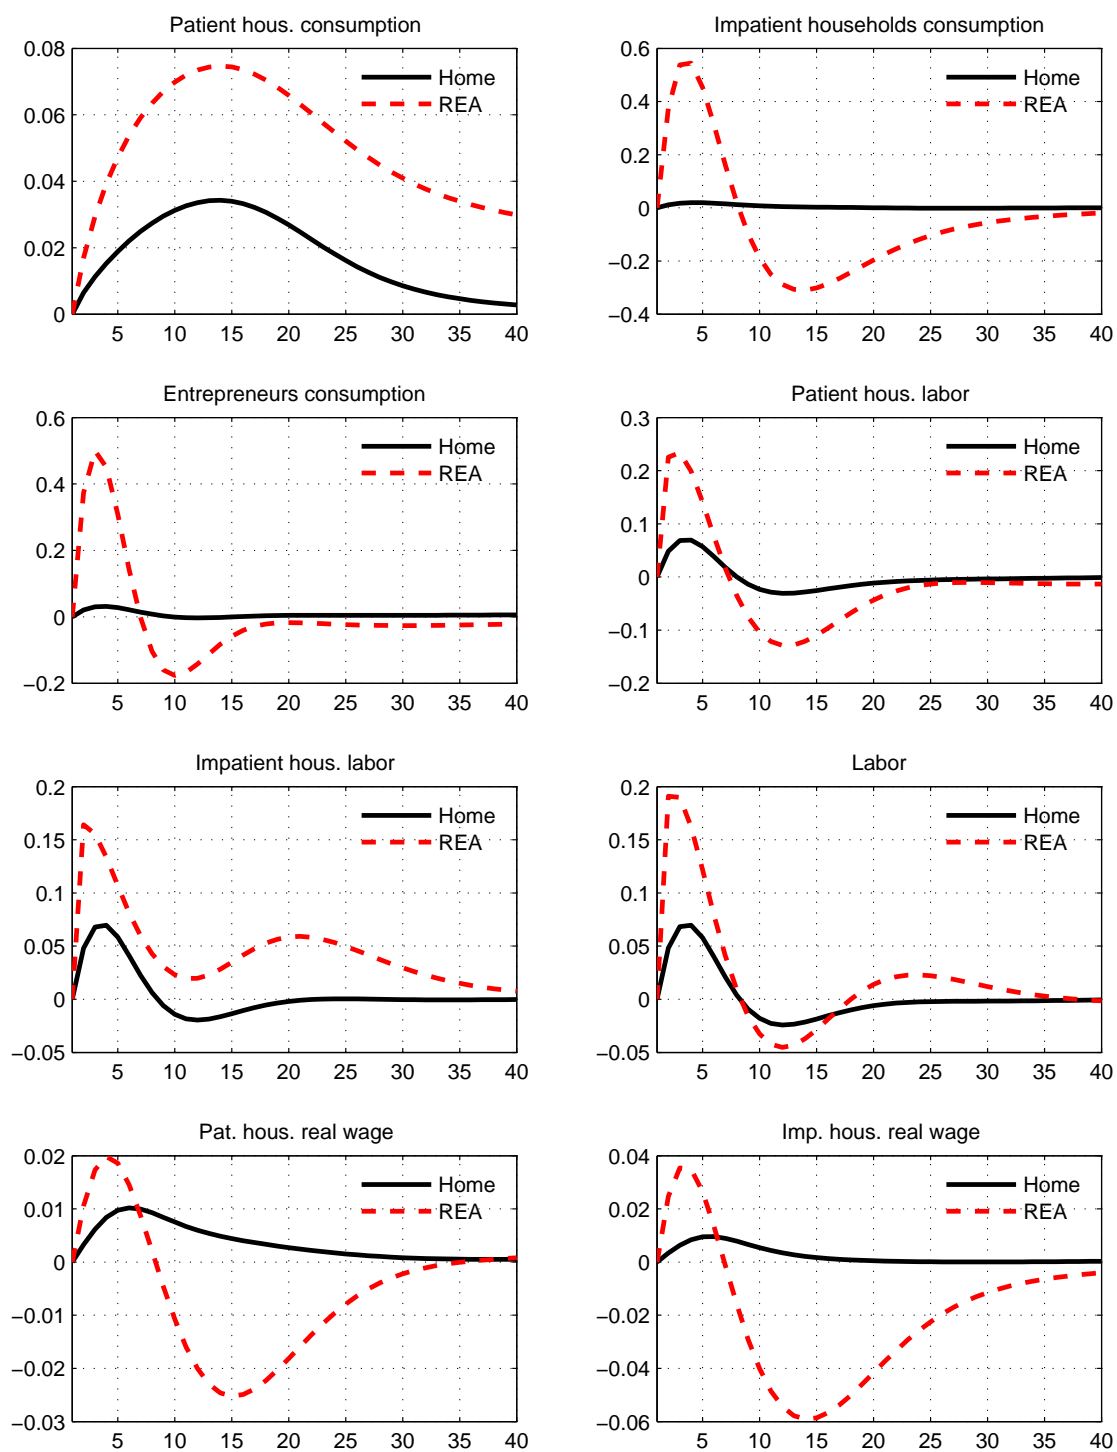 Patient hous. consumption
0.08
0.06
0.04
0.02
0
5 10 15 20 25 30 35 40
Home
REA
Impatient households consumption
0.6
0.4
0.2
0
−0.2
−0.4
5 10 15 20 25 30 35 40
Home
REA
Entrepreneurs consumption
0.6
0.4
0.2
0
−0.2
5 10 15 20 25 30 35 40
Home
REA
Patient hous. labor
0.3
0.2
0.1
0
−0.1
−0.2
5 10 15 20 25 30 35 40
Home
REA
Impatient hous. labor
0.2
0.15
0.1
0.05
0
−0.05
5 10 15 20 25 30 35 40
Home
REA
Labor
0.2
0.15
0.1
0.05
0
−0.05
5 10 15 20 25 30 35 40
Home
REA
Pat. hous. real wage
0.02
0.01
0
−0.01
−0.02
−0.03
5 10 15 20 25 30 35 40
Home
REA
Imp. hous. real wage
0.04
0.02
0
−0.02
−0.04
−0.06
5 10 15 20 25 30 35 40
Home
REA